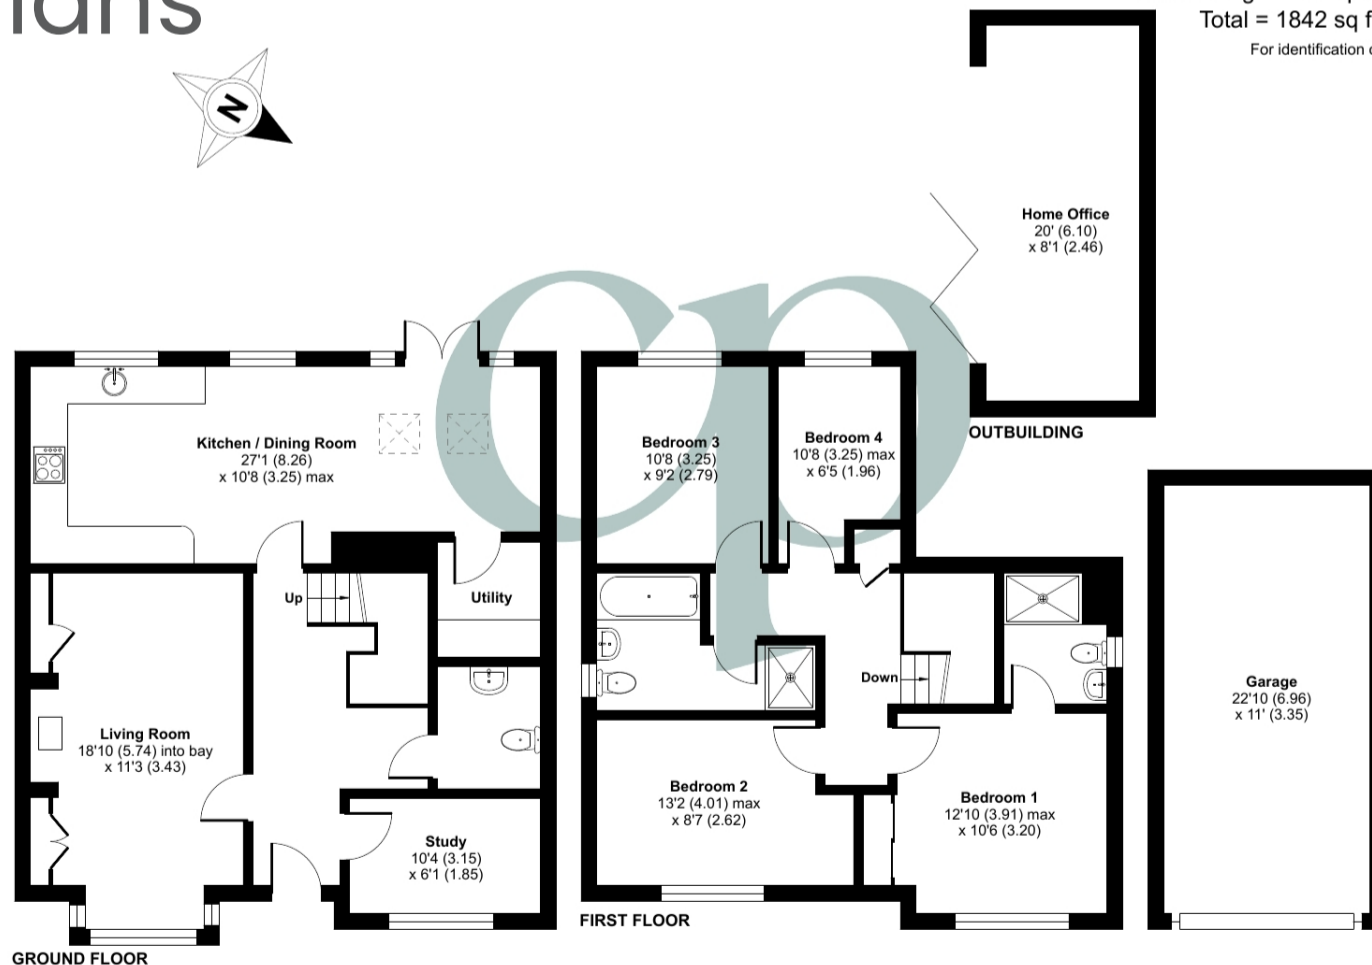 Total = 1842 sq f
For identification
N
Home Office
20' (6.10)
x 8'1 (2.46)
OUTBUILDING
Kitchen / Dining Room
27'1 (8.26)
x 10'8 (3.25) max
Bedroom 3
10'8 (3.25)
x 9'2 (2.79)
Bedroom 4
10'8 (3.25) max
x 6'5 (1.96)
cp
Up
Utility
Living Room
18'10 (5.74) into bay
x 11'3 (3.43)
Study
10'4 (3.15)
x 6'1 (1.85)
GROUND FLOOR
Down
Bedroom 2
13'2 (4.01) max
x 8'7 (2.62)
Bedroom 1
12'10 (3.91) max
x 10'6 (3.20)
FIRST FLOOR
Garage
22'10 (6.96)
x 11' (3.35)